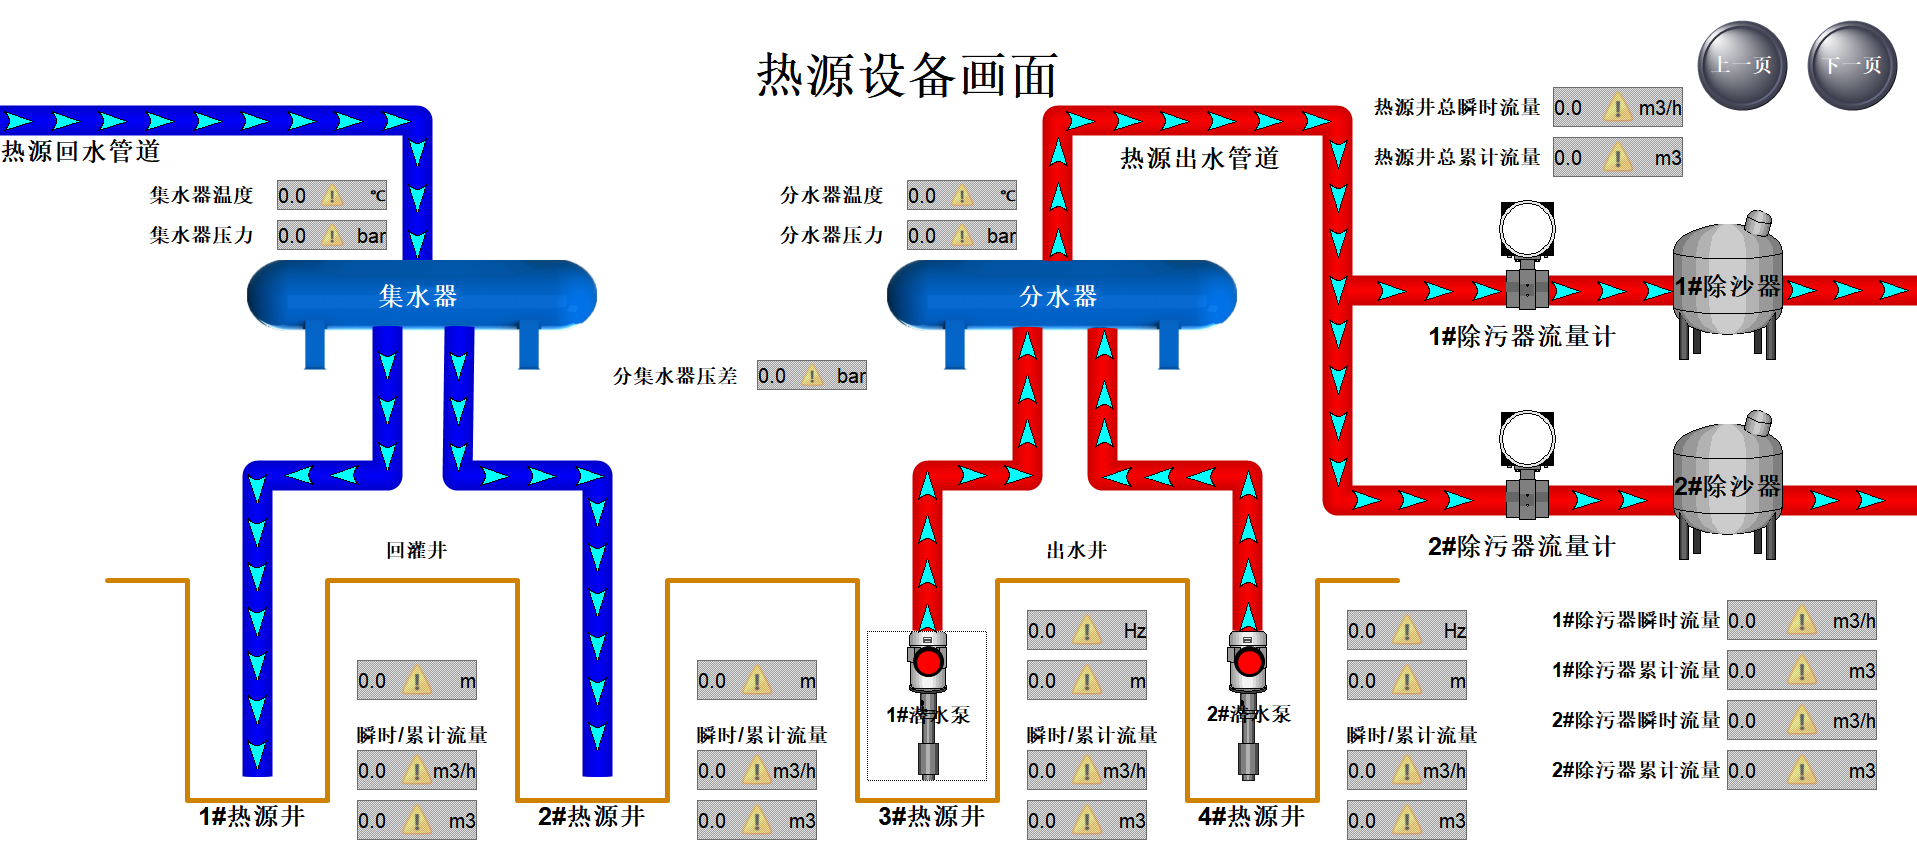 热源设备画面
上一页
下一页
热源回水管道
集水器温度 0.0 ℃
集水器压力 0.0 bar
集水器
分水器温度 0.0 ℃
分水器压力 0.0 bar
分水器
分集水器压差 0.0 bar
热源出水管道
热源井总瞬时流量 0.0 m3/h
热源井总累计流量 0.0 m3
1#除沙器
1#除污器流量计
2#除沙器
2#除污器流量计
回灌井
出水井
0.0 m
瞬时/累计流量
0.0 m3/h
0.0 m3
1#热源井
0.0 m
瞬时/累计流量
0.0 m3/h
0.0 m3
2#热源井
1#潜水泵
0.0 Hz
0.0 m
瞬时/累计流量
0.0 m3/h
0.0 m3
3#热源井
2#潜水泵
0.0 Hz
0.0 m
瞬时/累计流量
0.0 m3/h
0.0 m3
4#热源井
1#除污器瞬时流量 0.0 m3/h
1#除污器累计流量 0.0 m3
2#除污器瞬时流量 0.0 m3/h
2#除污器累计流量 0.0 m3